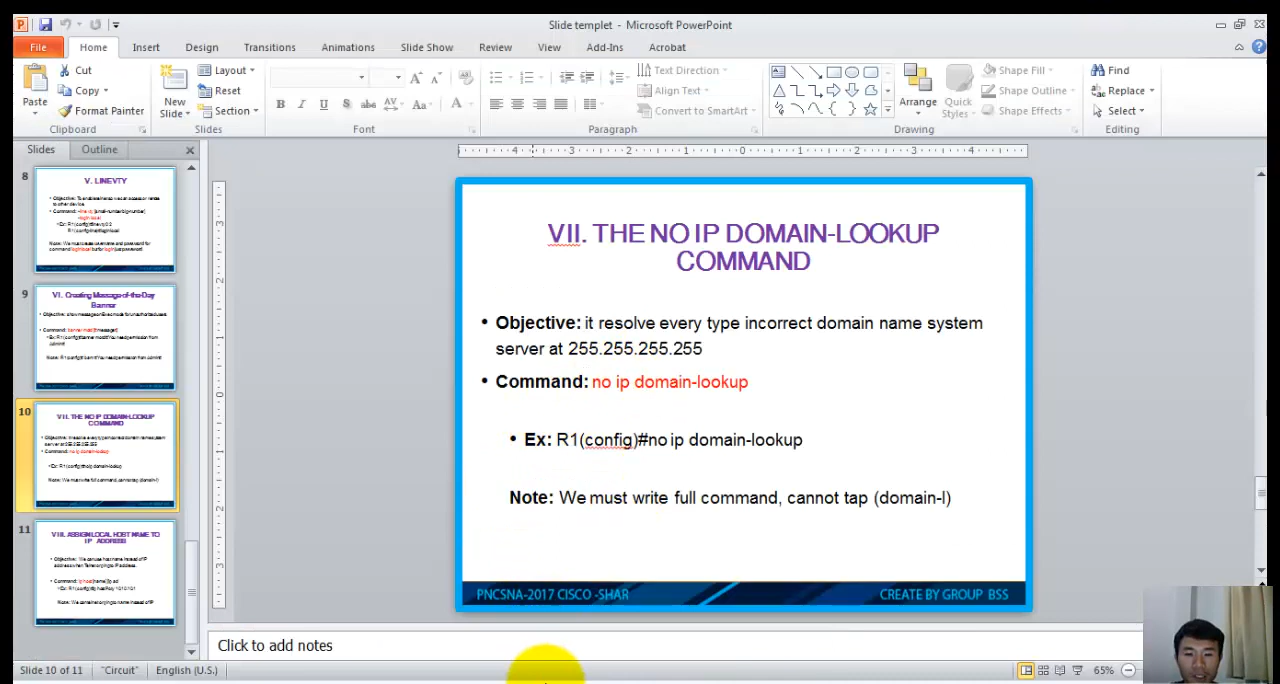 Slide templet - Microsoft PowerPoint
File Home Insert Design Transitions Animations Slide Show Review View Add-Ins Acrobat
Paste
Cut
Copy
Format Painter
Clipboard
New Slide
Layout
Reset
Section
Slides
Font
Paragraph
Text Direction
Align Text
Convert to SmartArt
Arrange
Quick Styles
Shape Fill
Shape Outline
Shape Effects
Drawing
Find
Replace
Select
Editing
Slides Outline
8
V. LINE VTY
9
VI. Creating Message-of-the-Day
Banner
10
VII. THE NO IP DOMAIN-LOOKUP
COMMAND
11
VIII. ASSIGN LOCAL HOST NAME TO
IP ADDRESS
VII. THE NO IP DOMAIN-LOOKUP
COMMAND
• Objective: it resolve every type incorrect domain name system
server at 255.255.255.255
• Command: no ip domain-lookup
• Ex: R1(config)#no ip domain-lookup
Note: We must write full command, cannot tap (domain-l)
PNCSNA-2017 CISCO -SHAR CREATE BY GROUP BSS
Click to add notes
Slide 10 of 11 "Circuit" English (U.S.) 65%